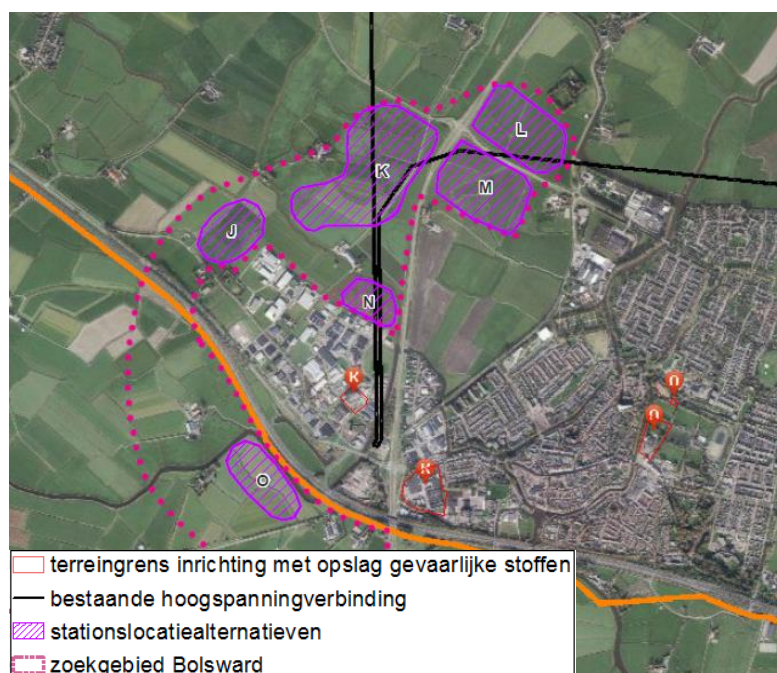 L
K
M
J
N
K
O
K
terreingrens inrichting met opslag gevaarlijke stoffen
bestaande hoogspanningverbinding
stationslocatiealternatieven
zoekgebied Bolsward